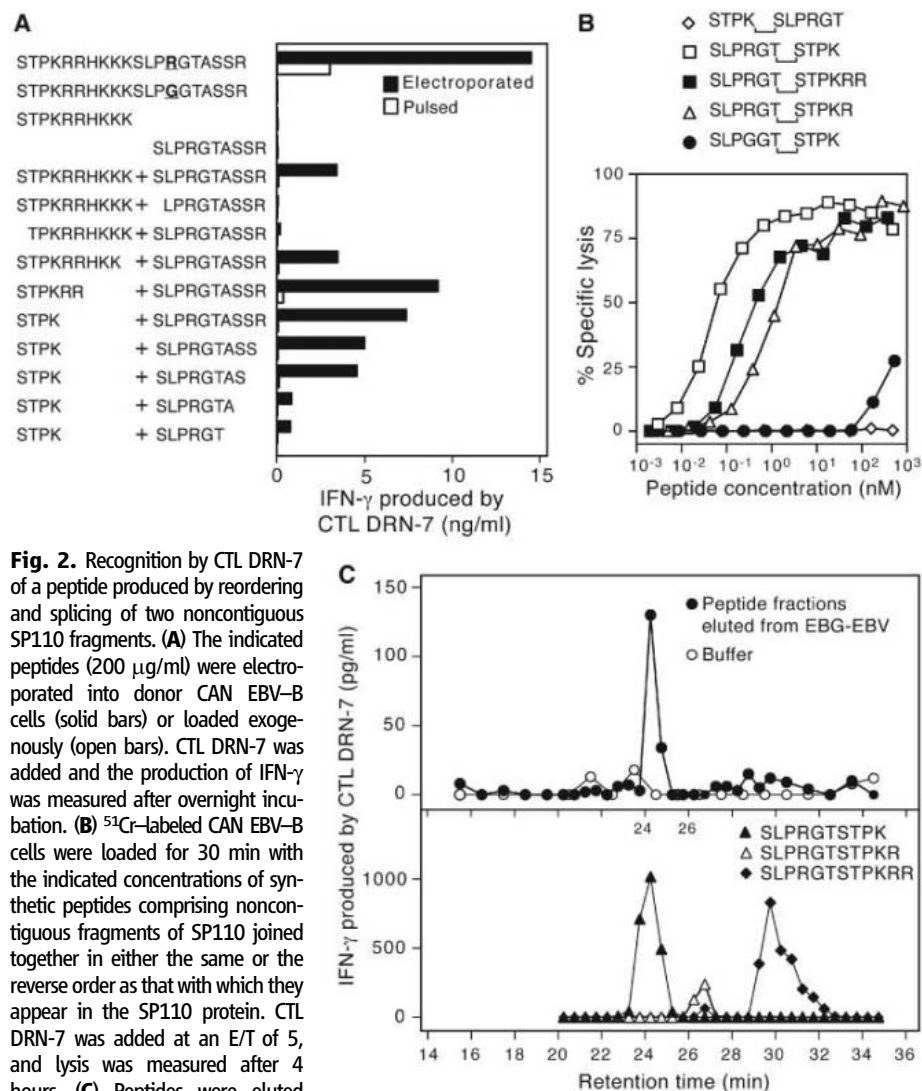 A
STPKRRHKKKSLPRGTASSR
STPKRRHKKKSLPGGTASSR
STPKRRHKKK
SLPRGTASSR
STPKRRHKKK + SLPRGTASSR
STPKRRHKKK + LPRGTASSR
TPKRRHKKK + SLPRGTASSR
STPKRRHKK + SLPRGTASSR
STPKRR + SLPRGTASSR
STPK + SLPRGTASSR
STPK + SLPRGTASS
STPK + SLPRGTAS
STPK + SLPRGTA
STPK + SLPRGT
Electroporated
Pulsed
0 5 10 15
IFN-γ produced by
CTL DRN-7 (ng/ml)
B
STPK SLPRGT
SLPRGT STPK
SLPRGT STPKRR
SLPRGT STPKR
SLPGGT STPK
100
75
50
25
0
% Specific lysis
10-3 10-2 10-1 100 101 102 103
Peptide concentration (nM)
Fig. 2. Recognition by CTL DRN-7
of a peptide produced by reordering
and splicing of two noncontiguous
SP110 fragments. (A) The indicated
peptides (200 μg/ml) were electro-
porated into donor CAN EBV–B
cells (solid bars) or loaded exoge-
nously (open bars). CTL DRN-7 was
added and the production of IFN-γ
was measured after overnight incu-
bation. (B) 51Cr–labeled CAN EBV–B
cells were loaded for 30 min with
the indicated concentrations of syn-
thetic peptides comprising noncon-
tiguous fragments of SP110 joined
together in either the same or the
reverse order as that with which they
appear in the SP110 protein. CTL
DRN-7 was added at an E/T of 5,
and lysis was measured after 4
hours. (C) Peptides were eluted
C
150
100
50
0
Peptide fractions
eluted from EBG-EBV
Buffer
24 26
IFN-γ produced by CTL DRN-7 (pg/ml)
1000
500
0
SLPRGTSTPK
SLPRGTSTPKR
SLPRGTSTPKRR
14 16 18 20 22 24 26 28 30 32 34 36
Retention time (min)